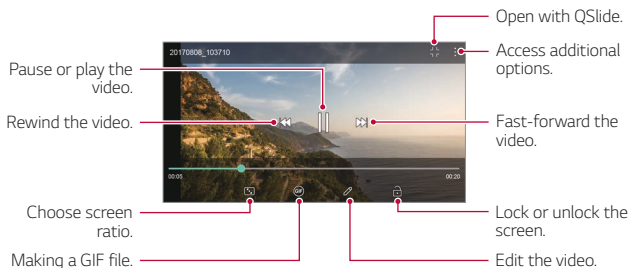 Open with QSlide.
20170808_103710
Access additional
options.
Pause or play the
video.
Rewind the video.
Fast-forward the
video.
00:05
00:20
GIF
Choose screen
ratio.
Lock or unlock the
screen.
Making a GIF file.
Edit the video.